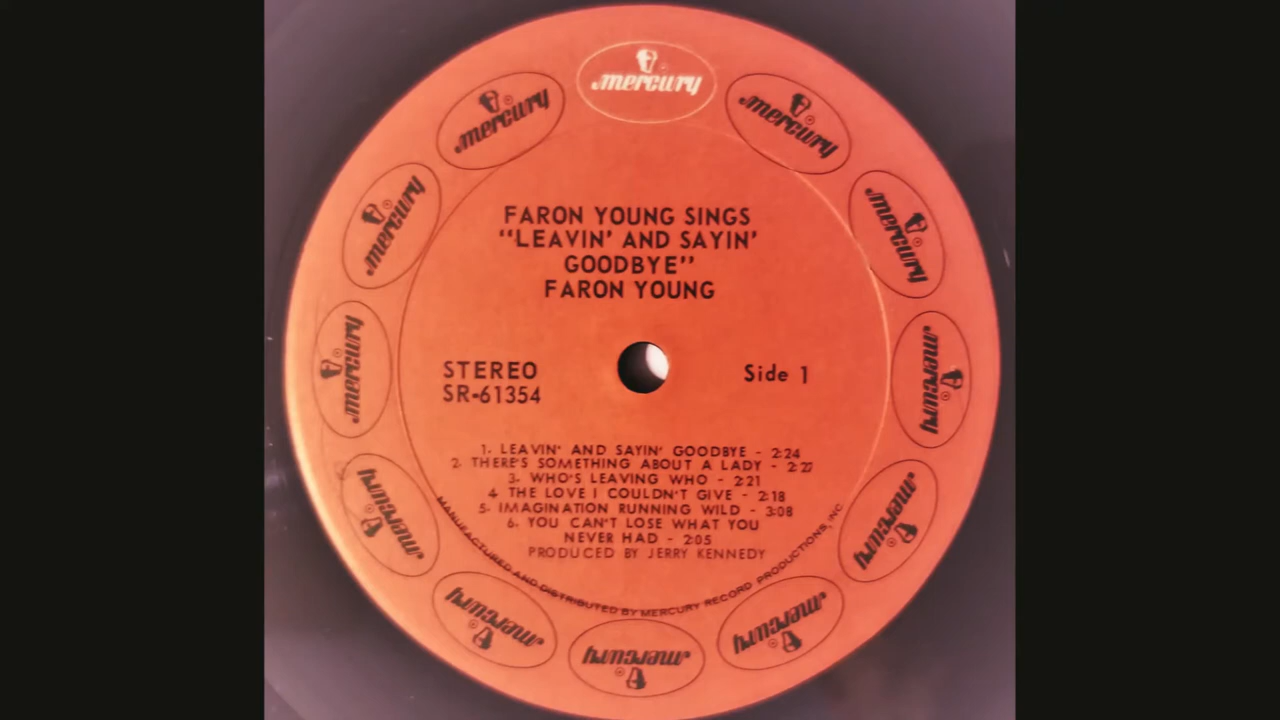 mercury
mercury
mercury
mercury
mercury
mercury
mercury
mercury
mercury
mercury
mercury
mercury
FARON YOUNG SINGS
“LEAVIN’ AND SAYIN’
GOODBYE”
FARON YOUNG
STEREO
SR-61354
Side 1
1. LEAVIN' AND SAYIN' GOODBYE - 2:24
2. THERE'S SOMETHING ABOUT A LADY - 2:27
3. WHO'S LEAVING WHO - 2:21
4. THE LOVE I COULDN'T GIVE - 2:18
5. IMAGINATION RUNNING WILD - 3:08
6. YOU CAN'T LOSE WHAT YOU
NEVER HAD - 2:05
PRODUCED BY JERRY KENNEDY
MANUFACTURED AND DISTRIBUTED BY MERCURY RECORD PRODUCTIONS, INC